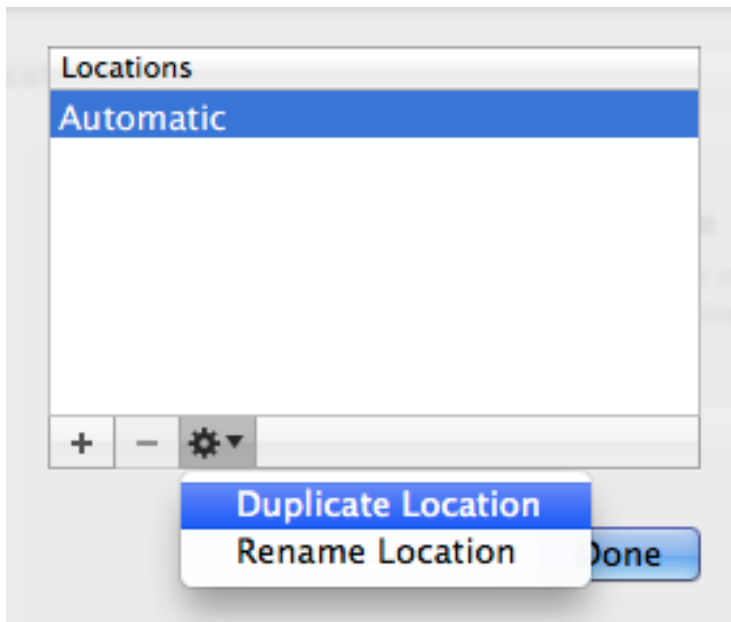 Locations
Automatic
+ −
Duplicate Location
Rename Location
Done